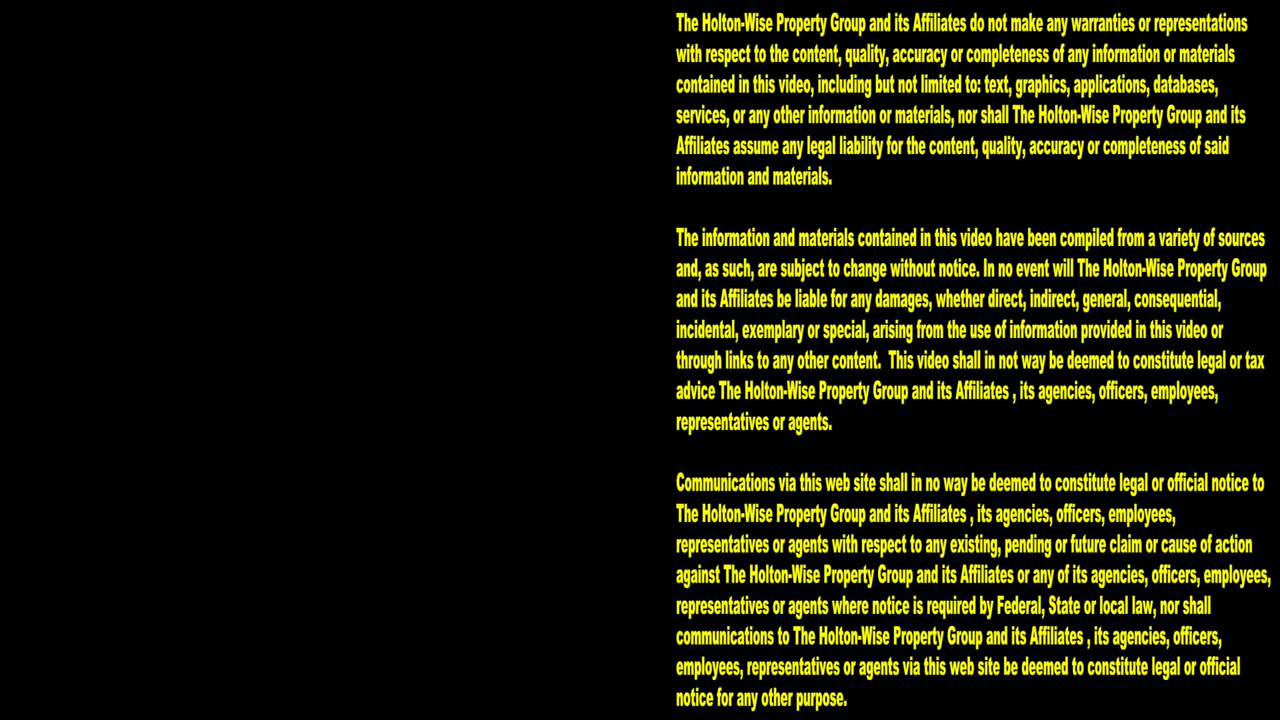 The Holton-Wise Property Group and its Affiliates do not make any warranties or representations
with respect to the content, quality, accuracy or completeness of any information or materials
contained in this video, including but not limited to: text, graphics, applications, databases,
services, or any other information or materials, nor shall The Holton-Wise Property Group and its
Affiliates assume any legal liability for the content, quality, accuracy or completeness of said
information and materials.
The information and materials contained in this video have been compiled from a variety of sources
and, as such, are subject to change without notice. In no event will The Holton-Wise Property Group
and its Affiliates be liable for any damages, whether direct, indirect, general, consequential,
incidental, exemplary or special, arising from the use of information provided in this video or
through links to any other content.  This video shall in not way be deemed to constitute legal or tax
advice The Holton-Wise Property Group and its Affiliates , its agencies, officers, employees,
representatives or agents.
Communications via this web site shall in no way be deemed to constitute legal or official notice to
The Holton-Wise Property Group and its Affiliates , its agencies, officers, employees,
representatives or agents with respect to any existing, pending or future claim or cause of action
against The Holton-Wise Property Group and its Affiliates or any of its agencies, officers, employees,
representatives or agents where notice is required by Federal, State or local law, nor shall
communications to The Holton-Wise Property Group and its Affiliates , its agencies, officers,
employees, representatives or agents via this web site be deemed to constitute legal or official
notice for any other purpose.